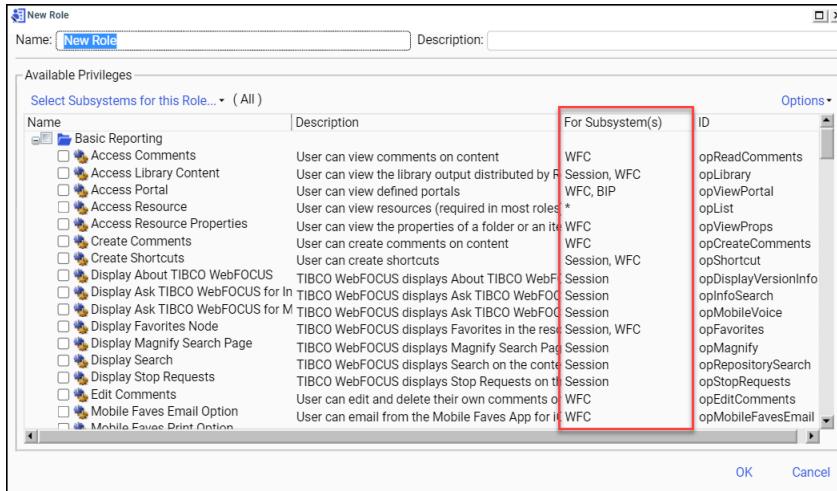 New Role
Name: New Role Description:
Available Privileges
Select Subsystems for this Role... (All) Options
Name Description For Subsystem(s) ID
Basic Reporting
Access Comments User can view comments on content WFC opReadComments
Access Library Content User can view the library output distributed by R Session, WFC opLibrary
Access Portal User can view defined portals WFC, BIP opViewPortal
Access Resource User can view resources (required in most roles * opList
Access Resource Properties User can view the properties of a folder or an ite WFC opViewProps
Create Comments User can create comments on content WFC opCreateComments
Create Shortcuts User can create shortcuts Session, WFC opShortcut
Display About TIBCO WebFOCUS TIBCO WebFOCUS displays About TIBCO WebF Session opDisplayVersionInfo
Display Ask TIBCO WebFOCUS for In TIBCO WebFOCUS displays Ask TIBCO WebFOC Session opInfoSearch
Display Ask TIBCO WebFOCUS for M TIBCO WebFOCUS displays Ask TIBCO WebFOC Session opMobileVoice
Display Favorites Node TIBCO WebFOCUS displays Favorites in the reso Session, WFC opFavorites
Display Magnify Search Page TIBCO WebFOCUS displays Magnify Search Pag Session opMagnify
Display Search TIBCO WebFOCUS displays Search on the conte Session opRepositorySearch
Display Stop Requests TIBCO WebFOCUS displays Stop Requests on th Session opStopRequests
Edit Comments User can edit and delete their own comments o WFC opEditComments
Mobile Faves Email Option User can email from the Mobile Faves App for i WFC opMobileFavesEmail
Mobile Faves Print Option
OK Cancel